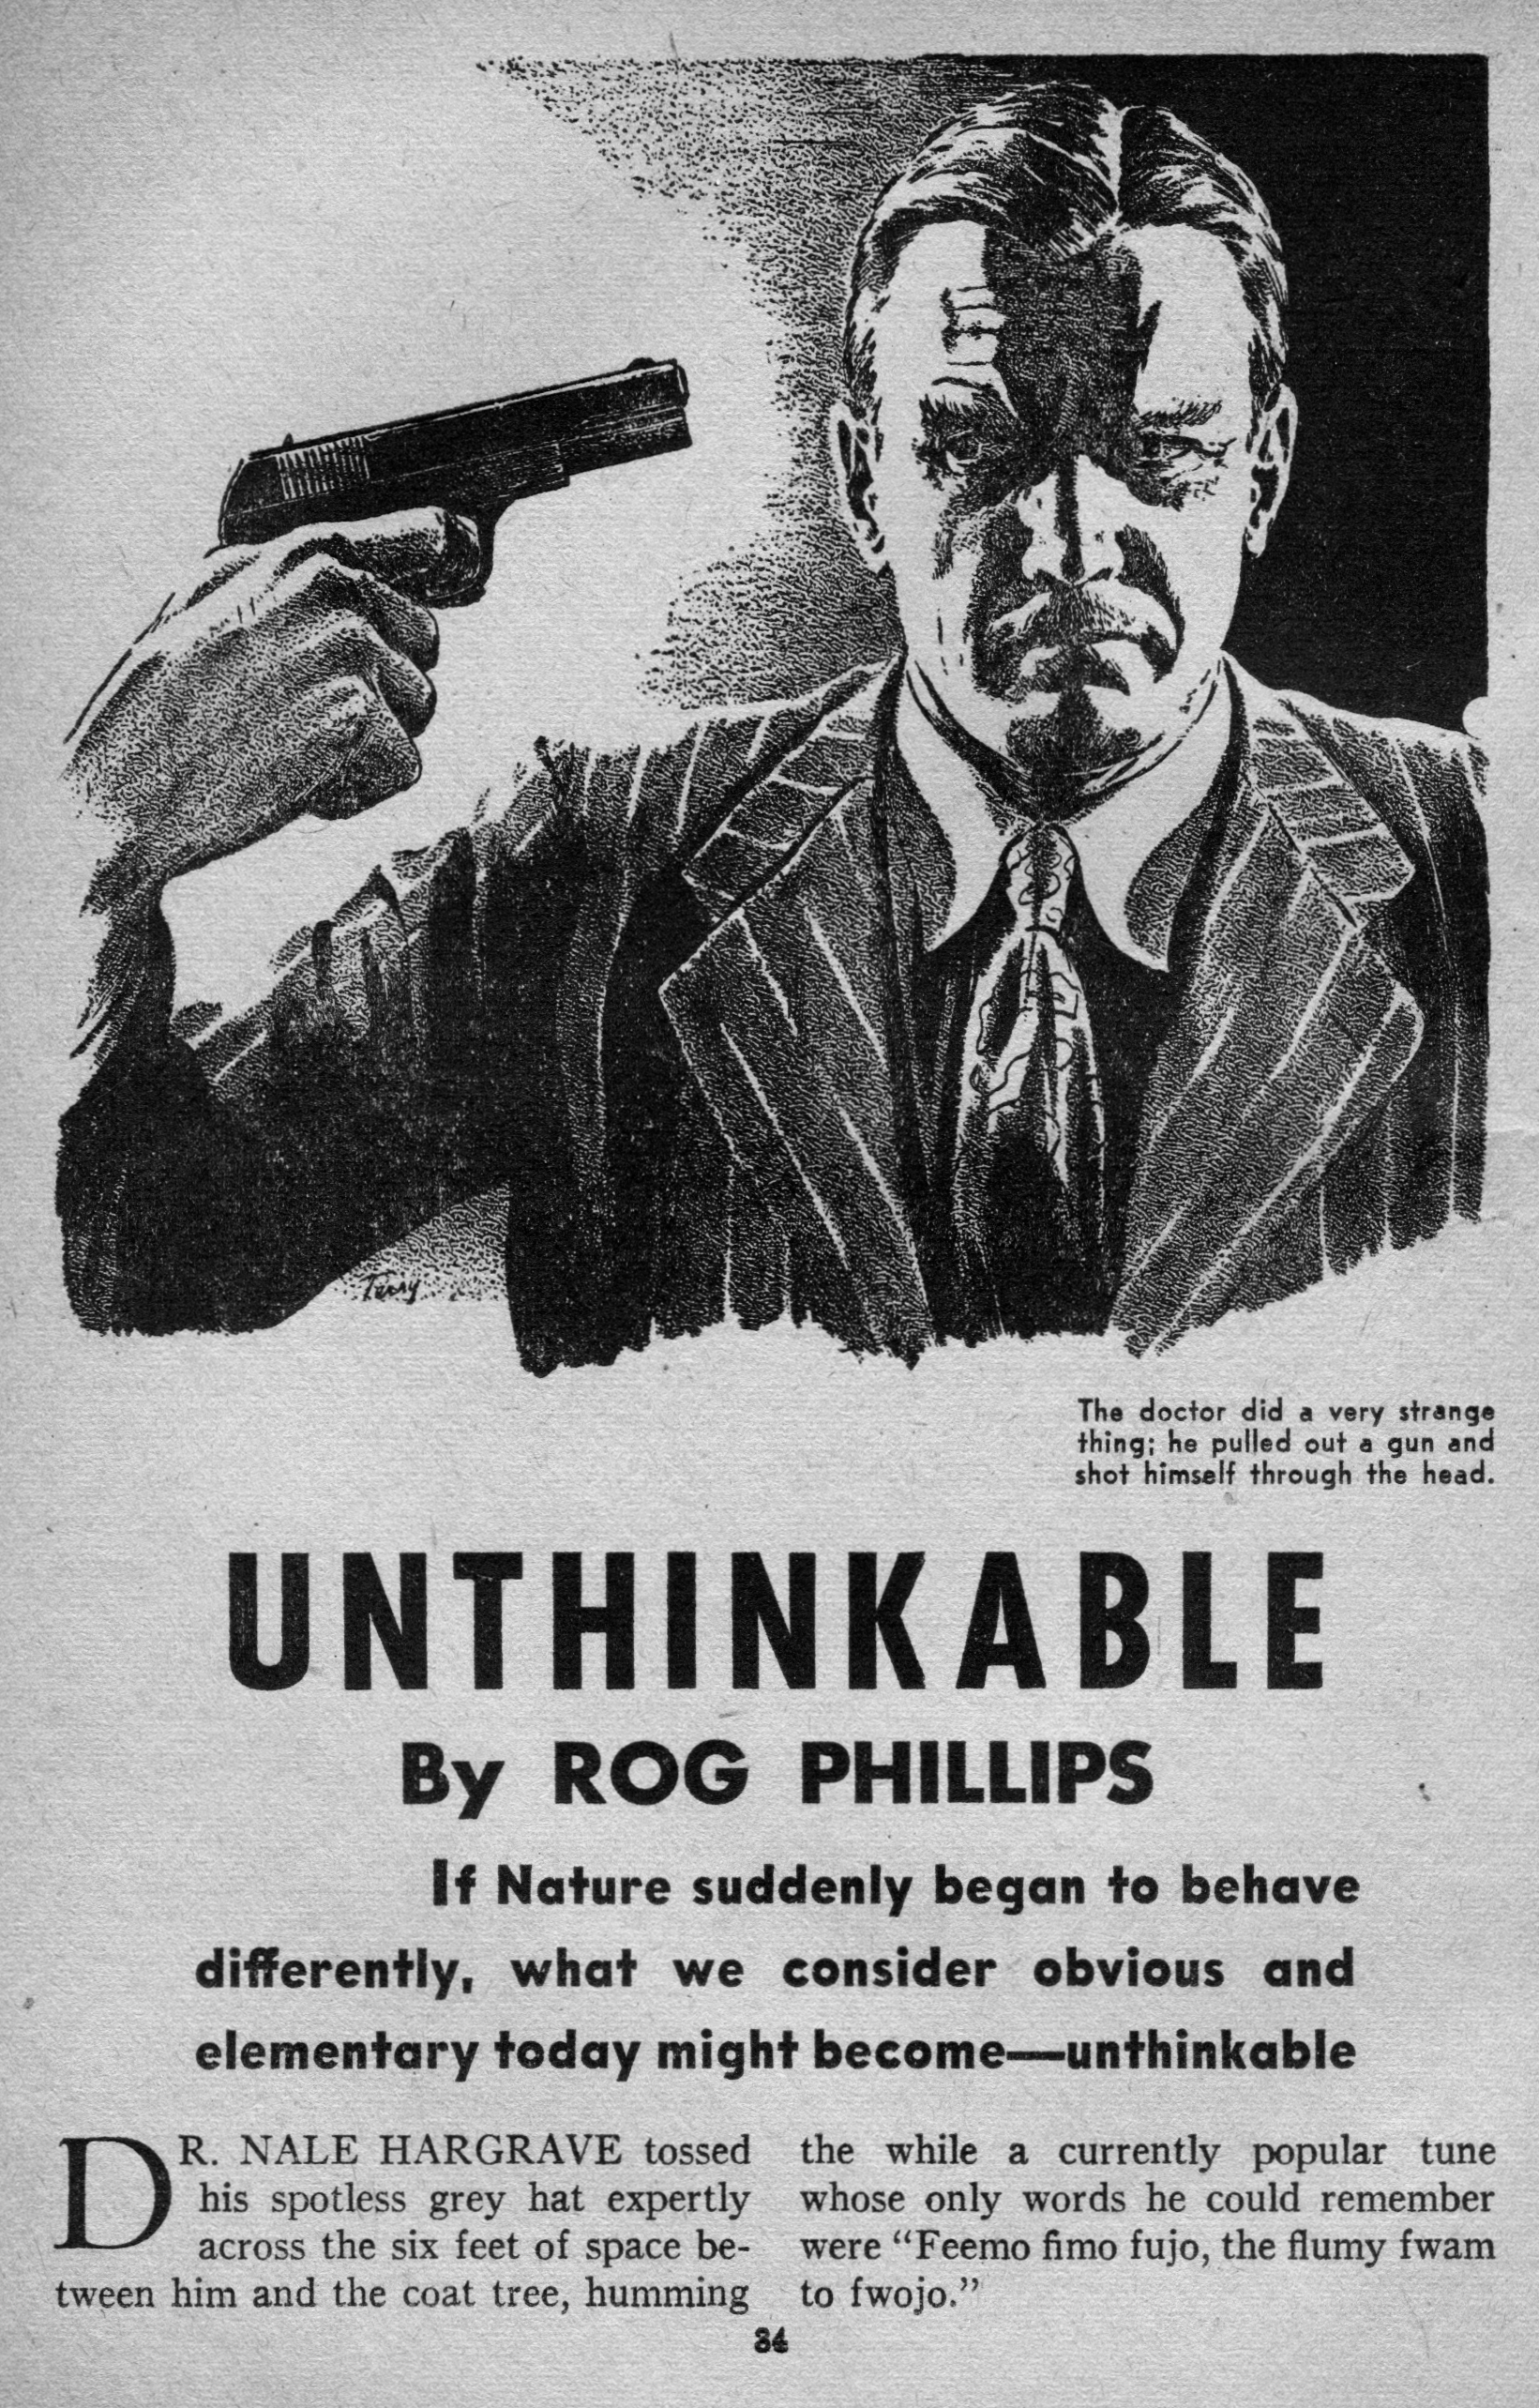 Terry
The doctor did a very strange
thing; he pulled out a gun and
shot himself through the head.
UNTHINKABLE
By ROG PHILLIPS
If Nature suddenly began to behave
differently, what we consider obvious and
elementary today might become—unthinkable
DR. NALE HARGRAVE tossed
his spotless grey hat expertly
across the six feet of space be-
tween him and the coat tree, humming
the while a currently popular tune
whose only words he could remember
were “Feemo fimo fujo, the flumy fwam
to fwojo.”
34